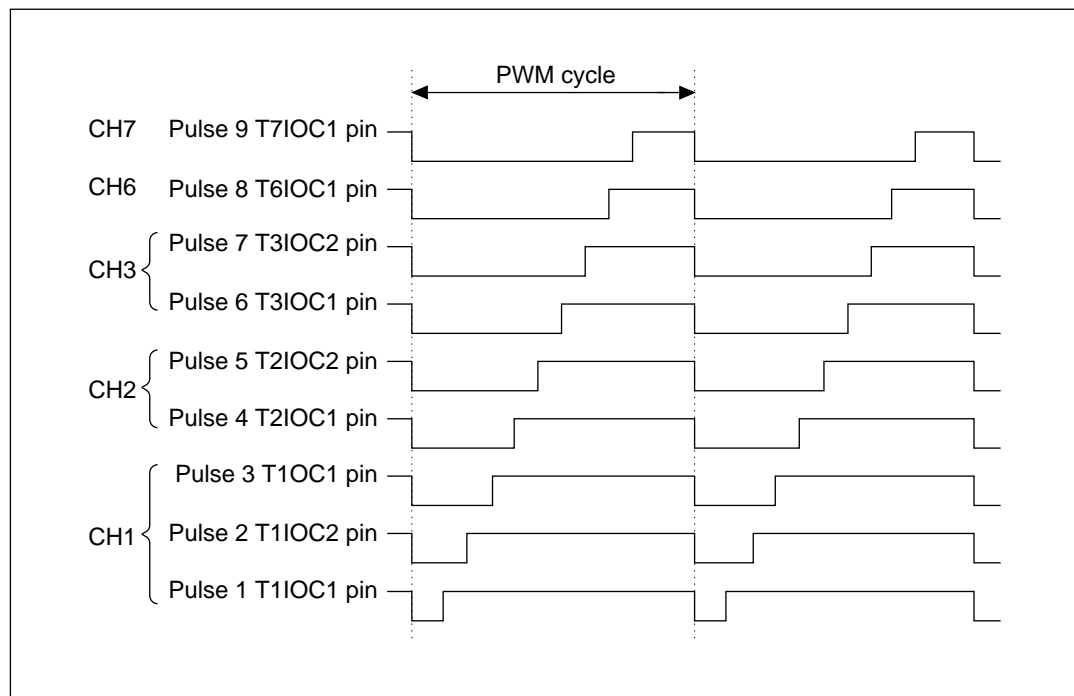 PWM cycle
CH7 Pulse 9 T7IOC1 pin
CH6 Pulse 8 T6IOC1 pin
Pulse 7 T3IOC2 pin
CH3
Pulse 6 T3IOC1 pin
Pulse 5 T2IOC2 pin
CH2
Pulse 4 T2IOC1 pin
Pulse 3 T1OC1 pin
CH1 Pulse 2 T1IOC2 pin
Pulse 1 T1IOC1 pin